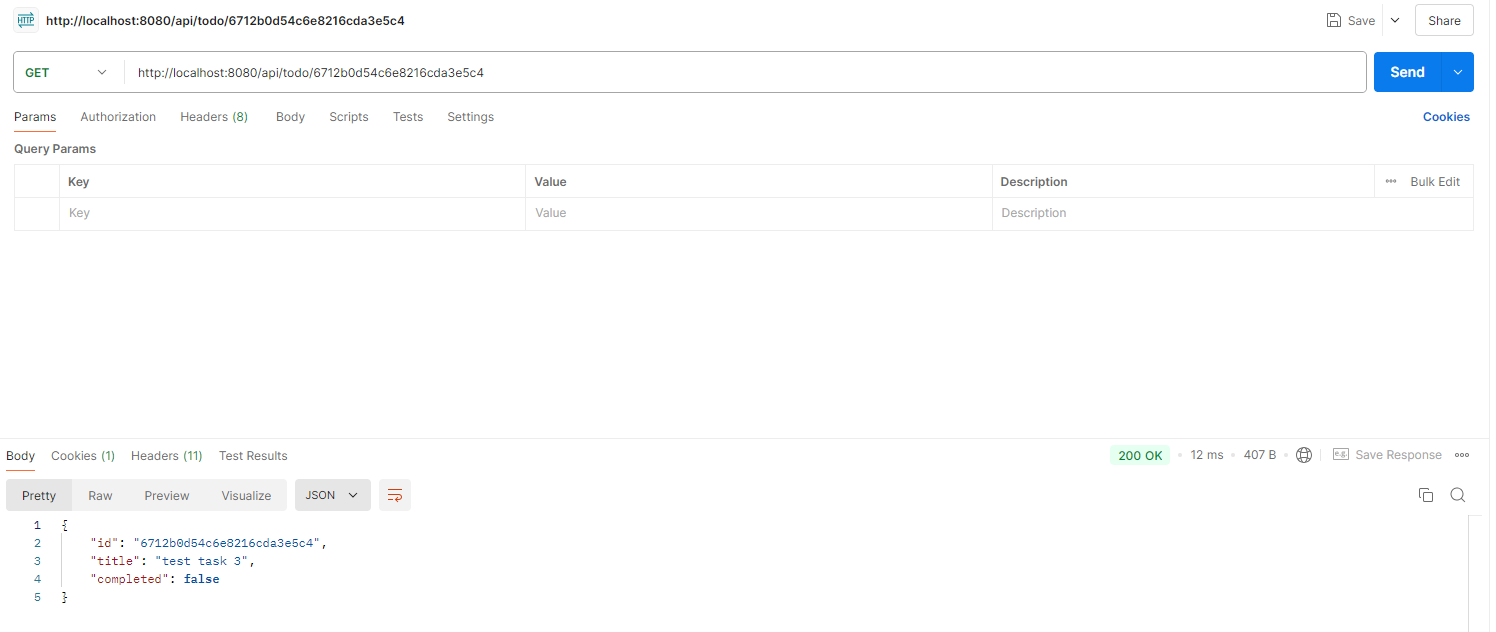 HTTP http://localhost:8080/api/todo/6712b0d54c6e8216cda3e5c4 Save Share
GET http://localhost:8080/api/todo/6712b0d54c6e8216cda3e5c4 Send
Params Authorization Headers (8) Body Scripts Tests Settings Cookies
Query Params
Key Value Description Bulk Edit
Key Value Description
Body Cookies (1) Headers (11) Test Results 200 OK 12 ms 407 B e.g. Save Response
Pretty Raw Preview Visualize JSON
1 {
2 "id": "6712b0d54c6e8216cda3e5c4",
3 "title": "test task 3",
4 "completed": false
5 }